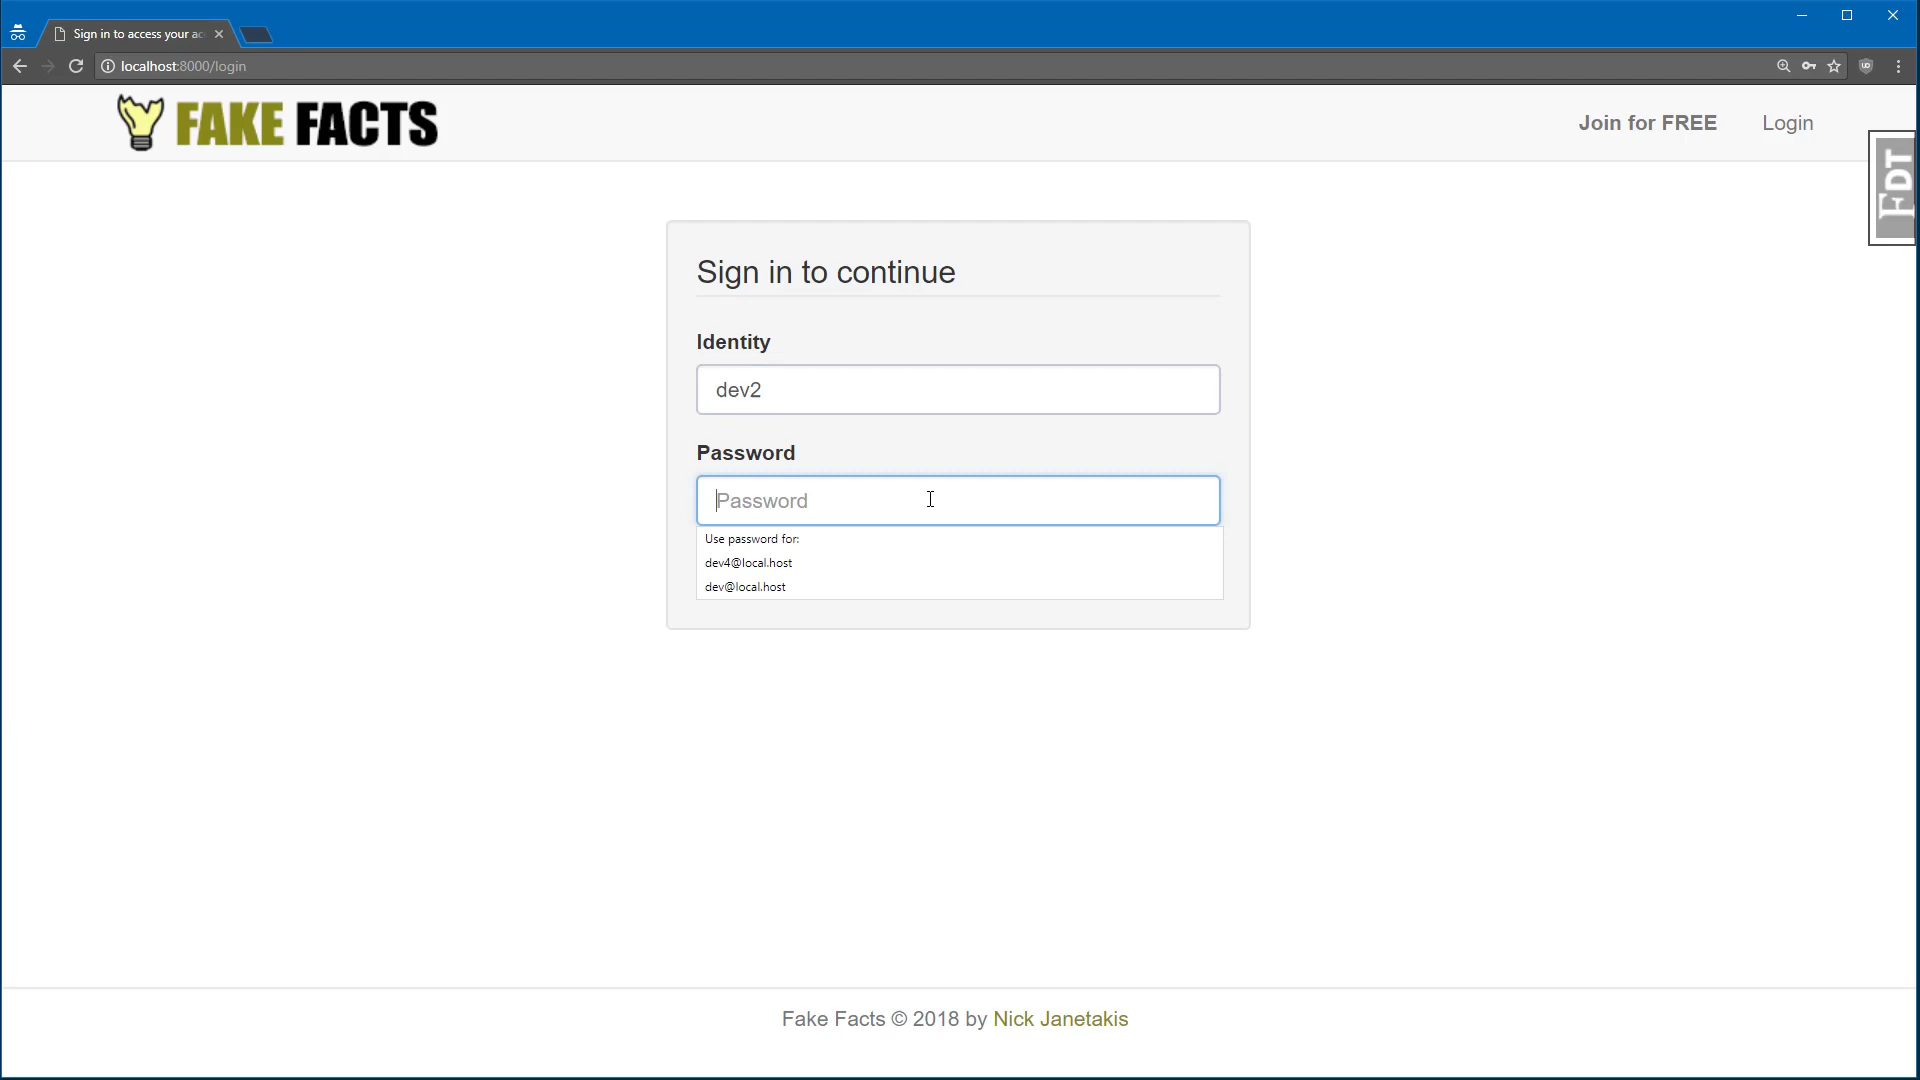 Sign in to access your ac
localhost:8000/login
FAKE FACTS
Join for FREE
Login
FDT
Sign in to continue
Identity
dev2
Password
Password
Use password for:
dev4@local.host
dev@local.host
Fake Facts © 2018 by Nick Janetakis